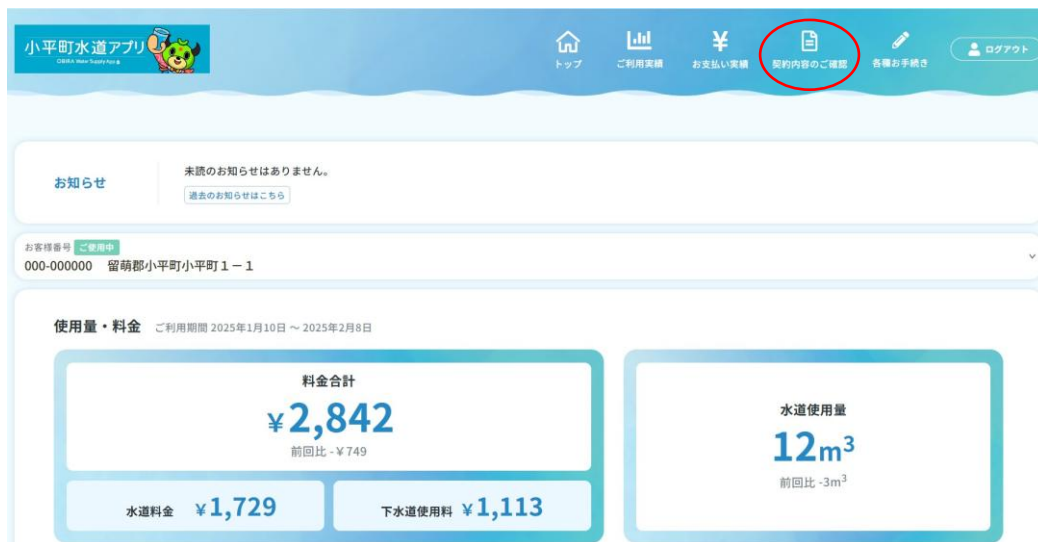 小平町水道アプリ
OBIRA Water Supply App
トップ
ご利用実績
お支払い実績
契約内容のご確認
各種お手続き
ログアウト
お知らせ
未読のお知らせはありません。
過去のお知らせはこちら
お客様番号 ご使用中
000-000000 留萌郡小平町小平町1-1
使用量・料金 ご利用期間 2025年1月10日 ~ 2025年2月8日
料金合計
¥2,842
前回比 -¥749
水道料金 ¥1,729
下水道使用料 ¥1,113
水道使用量
12m³
前回比 -3m³